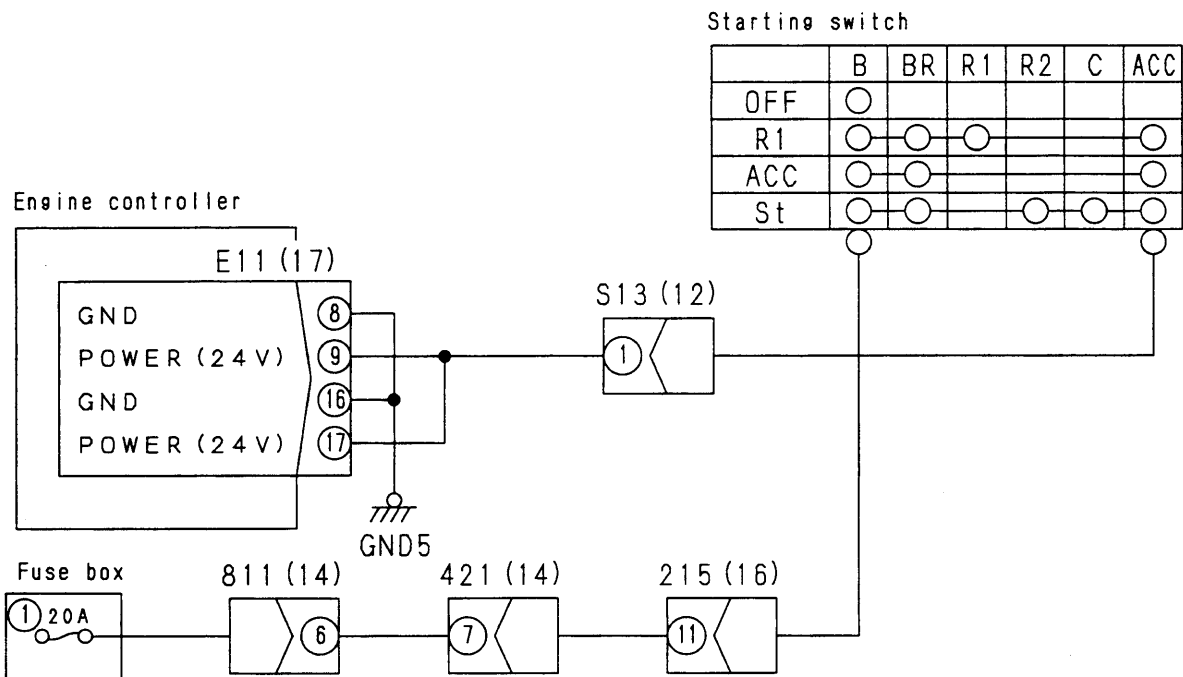 Starting switch
B BR R1 R2 C ACC
OFF
R1
ACC
St
Engine controller
E11 (17)
GND 8
POWER (24V) 9
GND 16
POWER (24V) 17
GND5
S13 (12)
1
Fuse box
1 20A
811 (14)
6
421 (14)
7
215 (16)
11